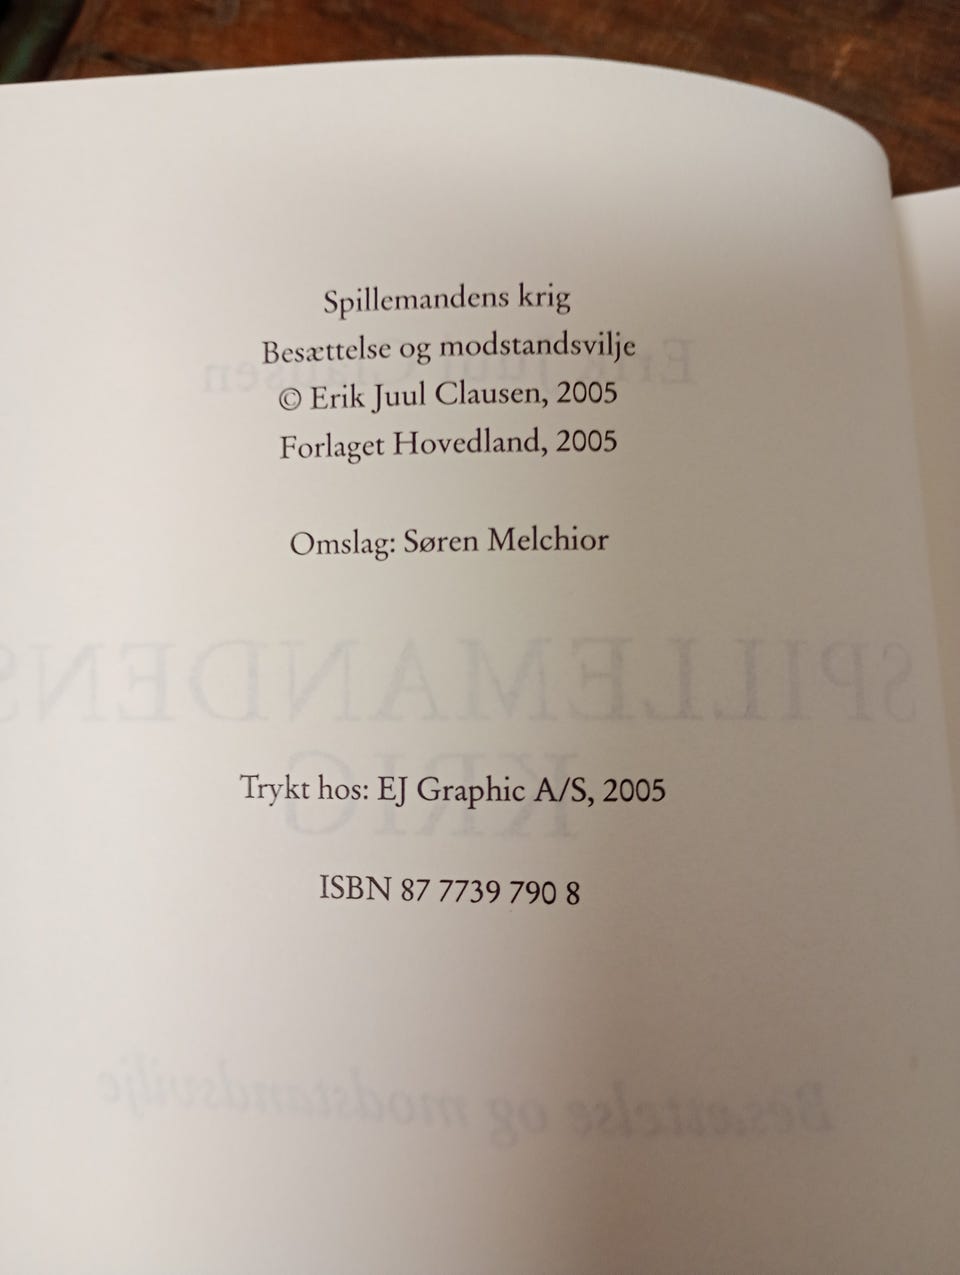 Spillemandens krig
Besættelse og modstandsvilje
© Erik Juul Clausen, 2005
Forlaget Hovedland, 2005
Omslag: Søren Melchior
Trykt hos: EJ Graphic A/S, 2005
ISBN 87 7739 790 8